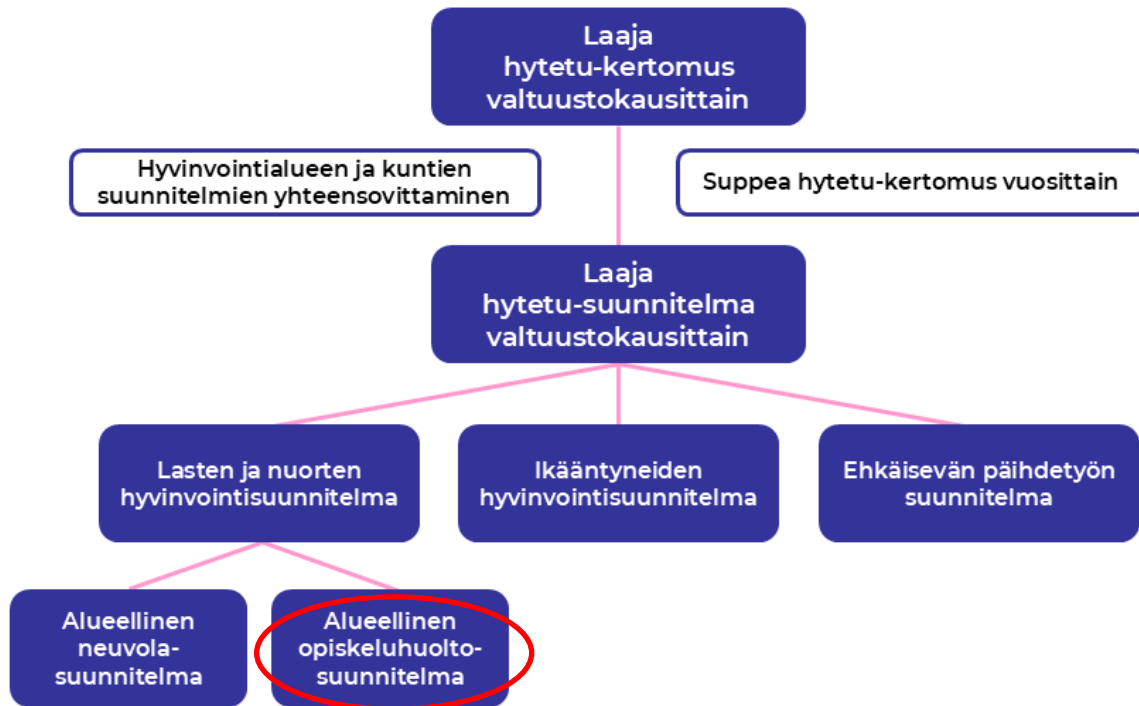 Laaja
hytetu-kertomus
valtuustokausittain
Hyvinvointialueen ja kuntien
suunnitelmien yhteensovittaminen
Suppea hytetu-kertomus vuosittain
Laaja
hytetu-suunnitelma
valtuustokausittain
Lasten ja nuorten
hyvinvointisuunnitelma
Ikääntyneiden
hyvinvointisuunnitelma
Ehkäisevän päihdetyön
suunnitelma
Alueellinen
neuvola-
suunnitelma
Alueellinen
opiskeluhuolto-
suunnitelma